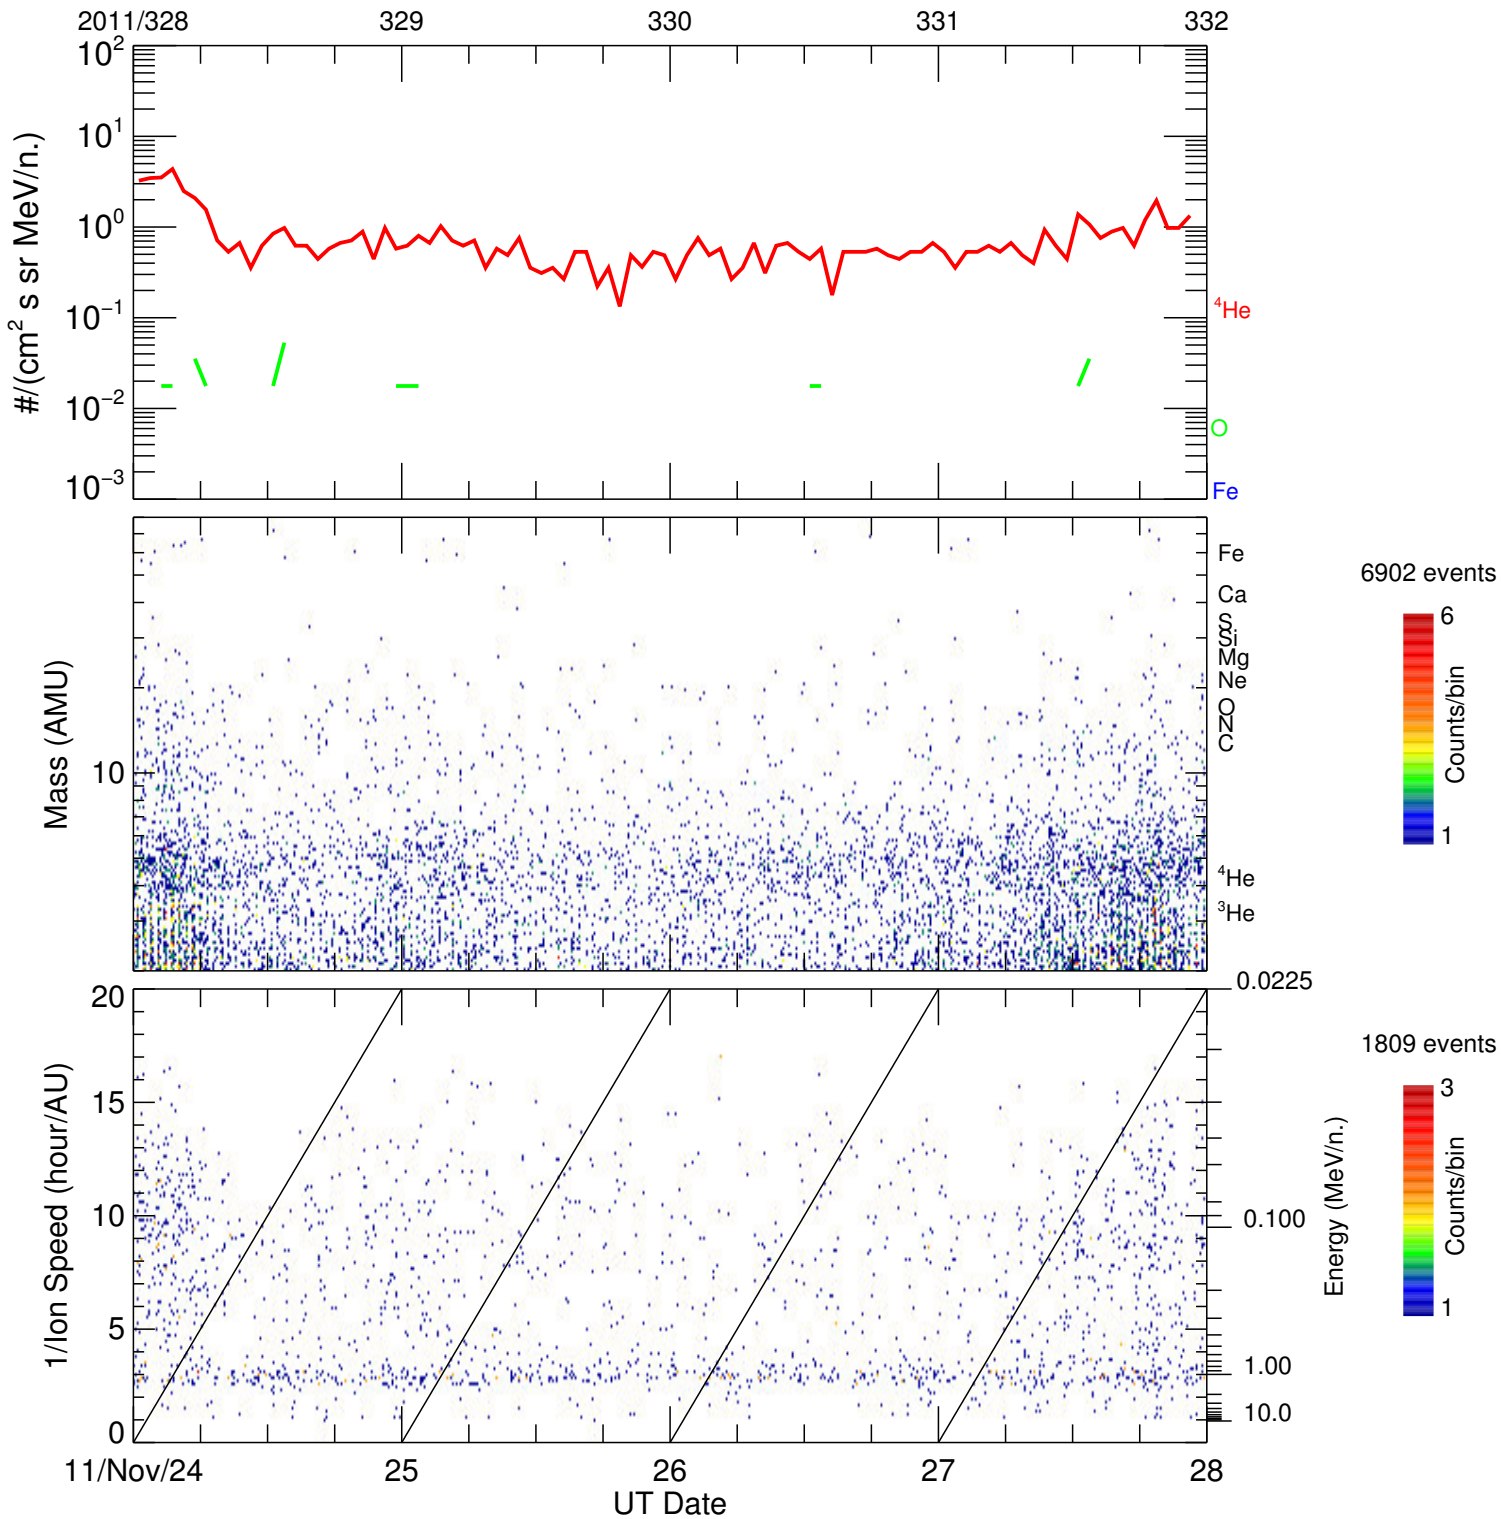 2011/328 329 330 331 332
10^2
10^1
10^0
10^-1
10^-2
10^-3
#/(cm^2 s sr MeV/n.)
^4He
O
Fe
Mass (AMU)
10
Fe
Ca
S
Si
Mg
Ne
O
N
C
^4He
^3He
6902 events
6
Counts/bin
1
20
15
10
5
0
1/Ion Speed (hour/AU)
0.0225
0.100
1.00
10.0
Energy (MeV/n.)
1809 events
3
Counts/bin
1
11/Nov/24 25 26 27 28
UT Date